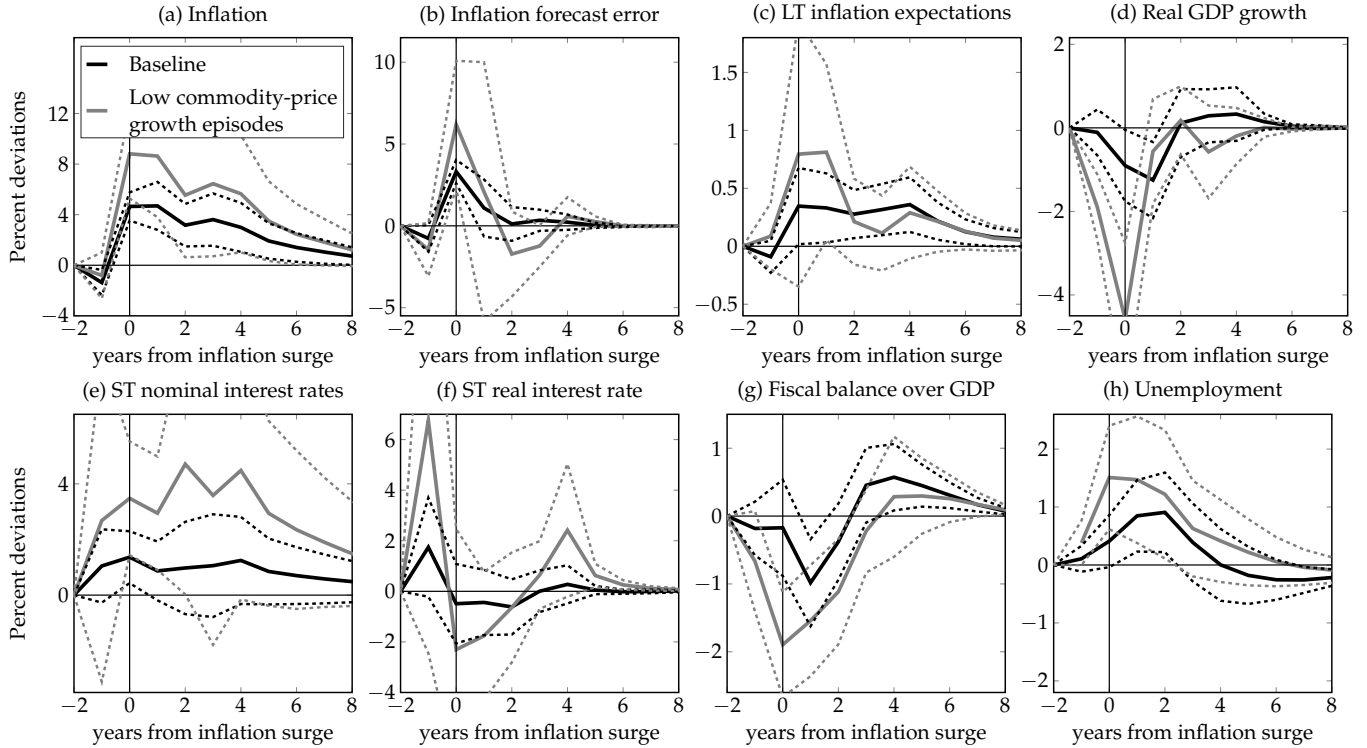 (a) Inflation
(b) Inflation forecast error
(c) LT inflation expectations
(d) Real GDP growth
Percent deviations
Baseline
Low commodity-price
growth episodes
12
8
4
0
−4
−2 0 2 4 6 8
years from inflation surge
10
5
0
−5
−2 0 2 4 6 8
years from inflation surge
1.5
1
0.5
0
−0.5
−2 0 2 4 6 8
years from inflation surge
2
0
−2
−4
−2 0 2 4 6 8
years from inflation surge
(e) ST nominal interest rates
(f) ST real interest rate
(g) Fiscal balance over GDP
(h) Unemployment
Percent deviations
4
0
−2 0 2 4 6 8
years from inflation surge
6
4
2
0
−2
−4
−2 0 2 4 6 8
years from inflation surge
1
0
−1
−2
−2 0 2 4 6 8
years from inflation surge
2
1
0
−1
−2
−2 0 2 4 6 8
years from inflation surge